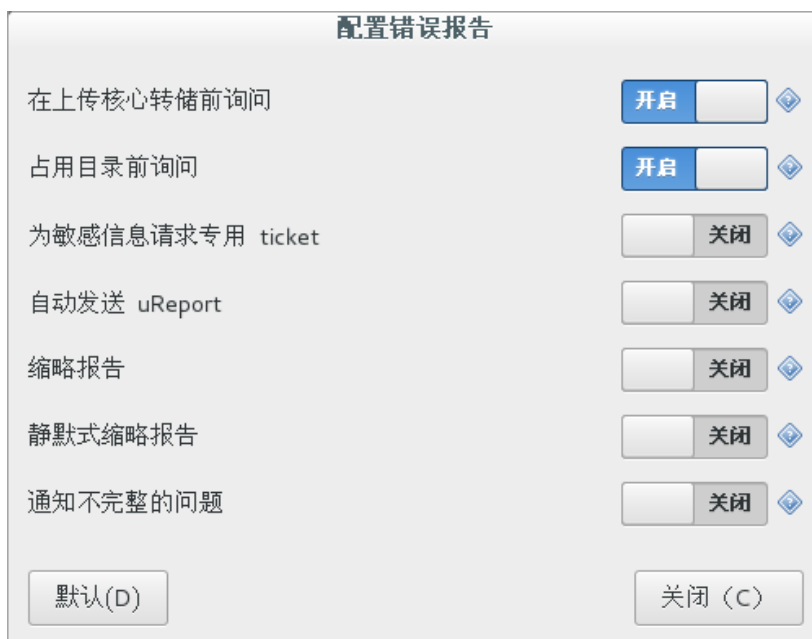 配置错误报告
在上传核心转储前询问 开启
占用目录前询问 开启
为敏感信息请求专用 ticket 关闭
自动发送 uReport 关闭
缩略报告 关闭
静默式缩略报告 关闭
通知不完整的问题 关闭
默认(D) 关闭（C）